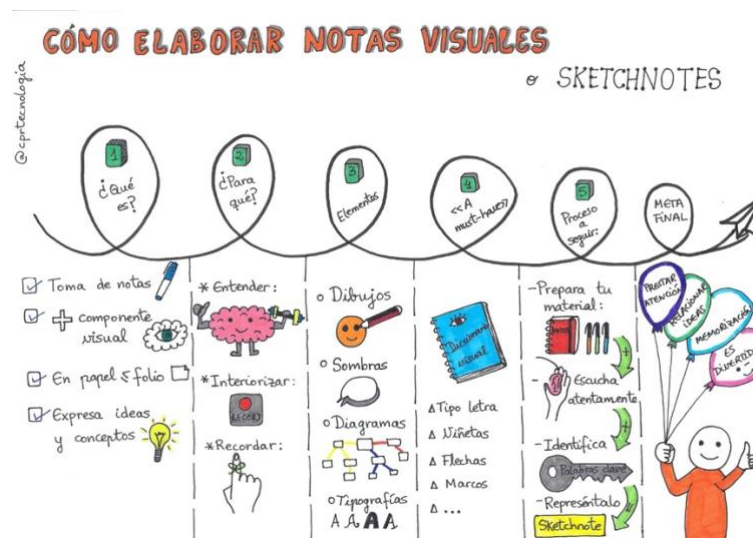 CÓMO ELABORAR NOTAS VISUALES
o SKETCHNOTES
@cprtecnologia
1
¿Qué
es?
2
¿Para
qué?
3
Elementos
4
<<A
must-have>>
5
Proceso
a
seguir:
META
FINAL
Toma de notas
+ componente
visual
En papel ≤ folio
Expresa ideas
y conceptos
* Entender:
* Interiorizar:
RECORD
* Recordar:
o Dibujos
o Sombras
o Diagramas
o Tipografías
A A A A
Diccionario
visual
Δ Tipo letra
Δ Viñetas
Δ Flechas
Δ Marcos
Δ ...
- Prepara tu
material:
+
- Escucha
atentamente
+
- Identifica
Palabras clave
=
- Represéntalo
Sketchnote
PRESTAR
ATENCIÓN
RELACIONAR
IDEAS
MEMORIZACIÓN
ES
DIVERTIDO